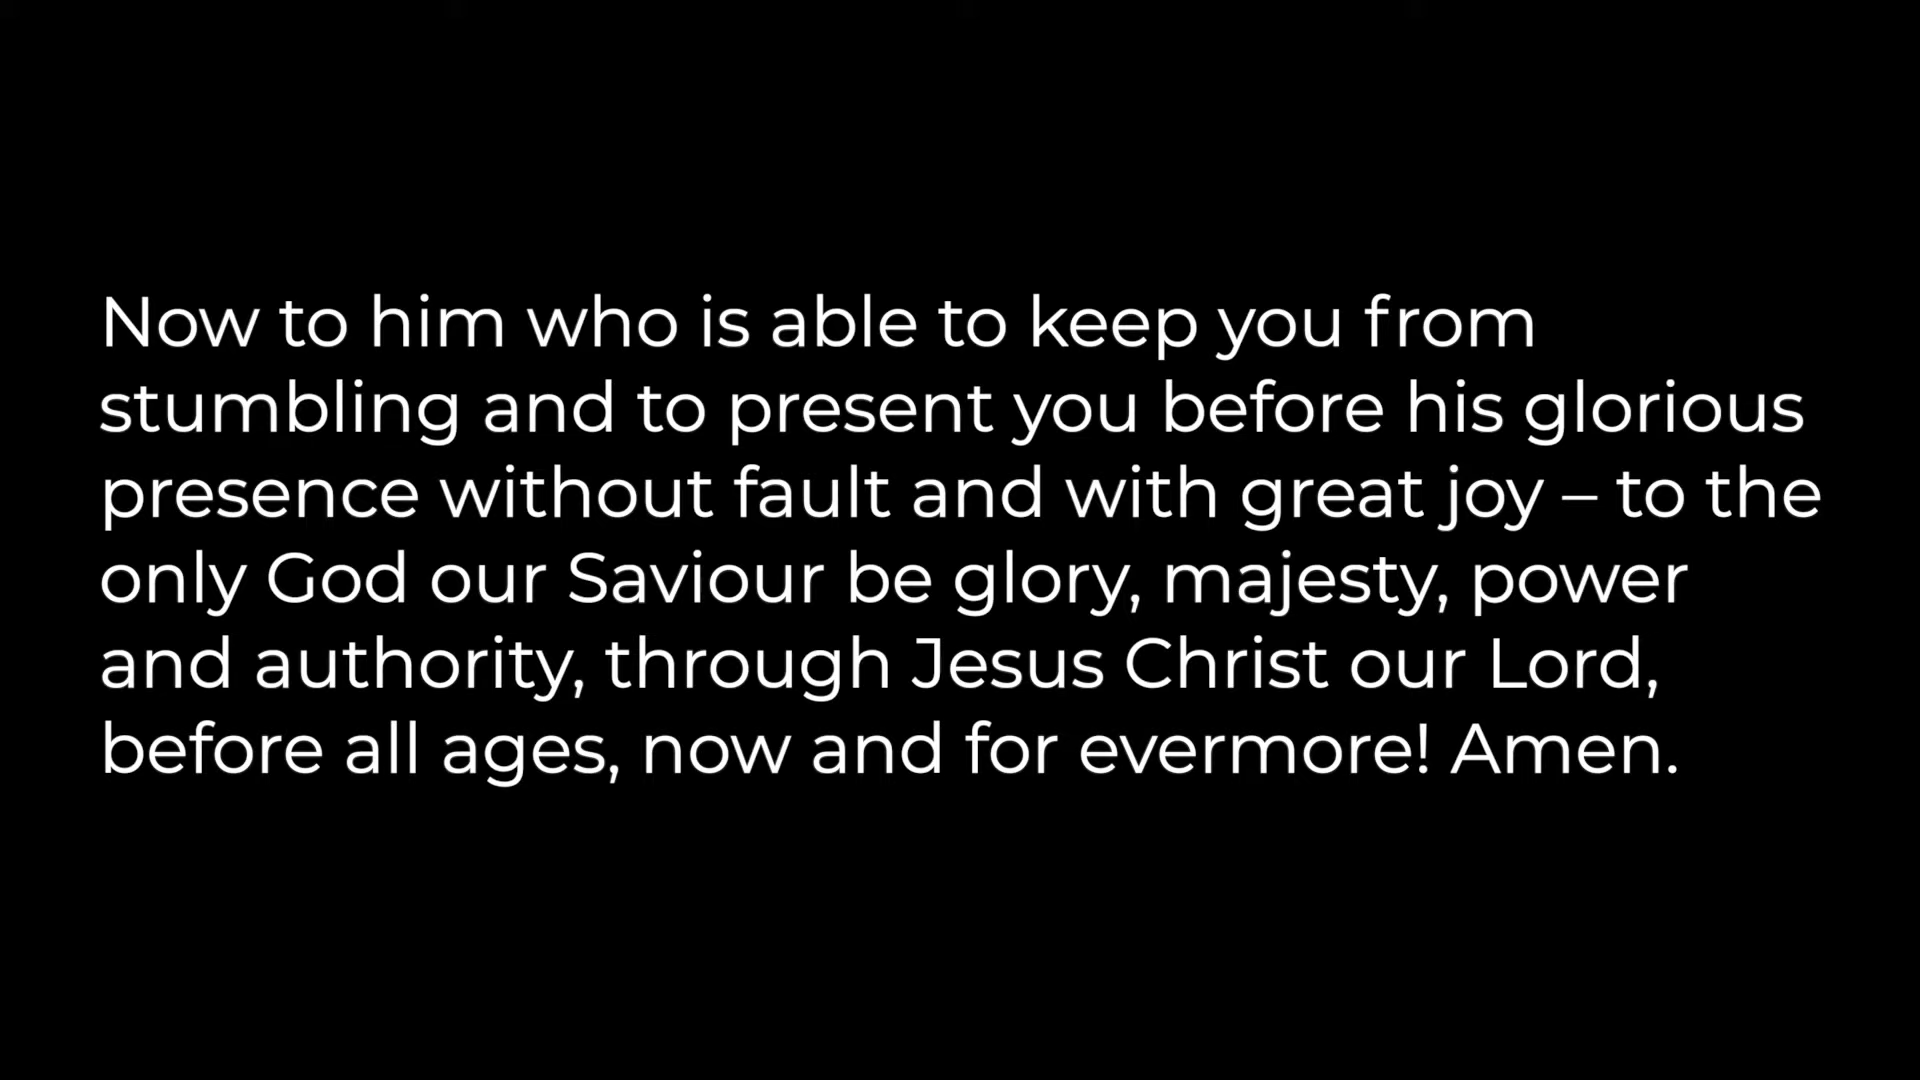 Now to him who is able to keep you from
stumbling and to present you before his glorious
presence without fault and with great joy – to the
only God our Saviour be glory, majesty, power
and authority, through Jesus Christ our Lord,
before all ages, now and for evermore! Amen.